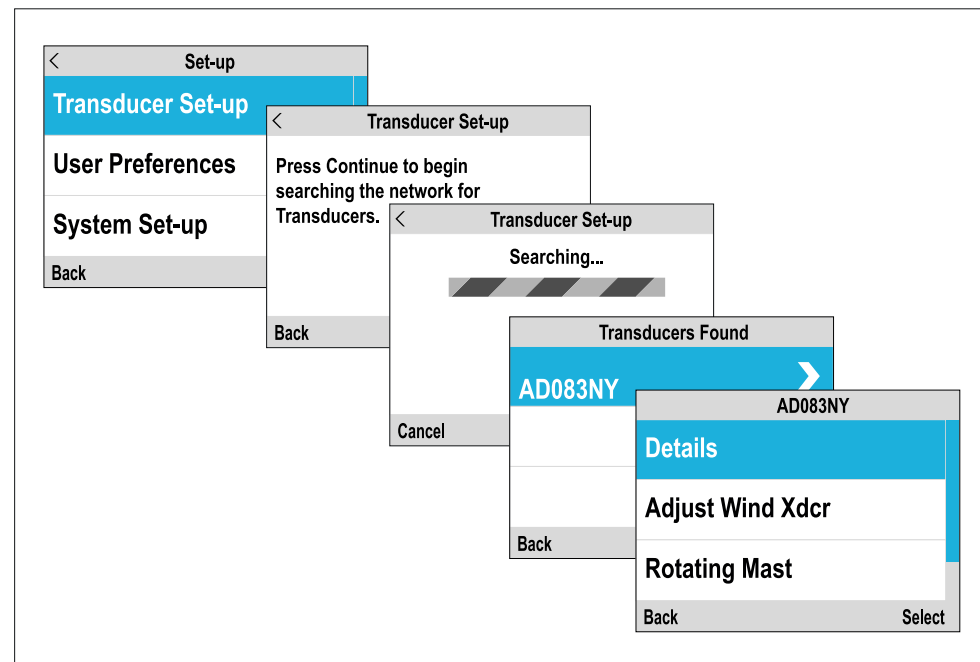 Set-up
Transducer Set-up
User Preferences
System Set-up
Back
Transducer Set-up
Press Continue to begin
searching the network for
Transducers.
Back
Transducer Set-up
Searching...
Cancel
Transducers Found
AD083NY
Back
AD083NY
Details
Adjust Wind Xdcr
Rotating Mast
Back Select